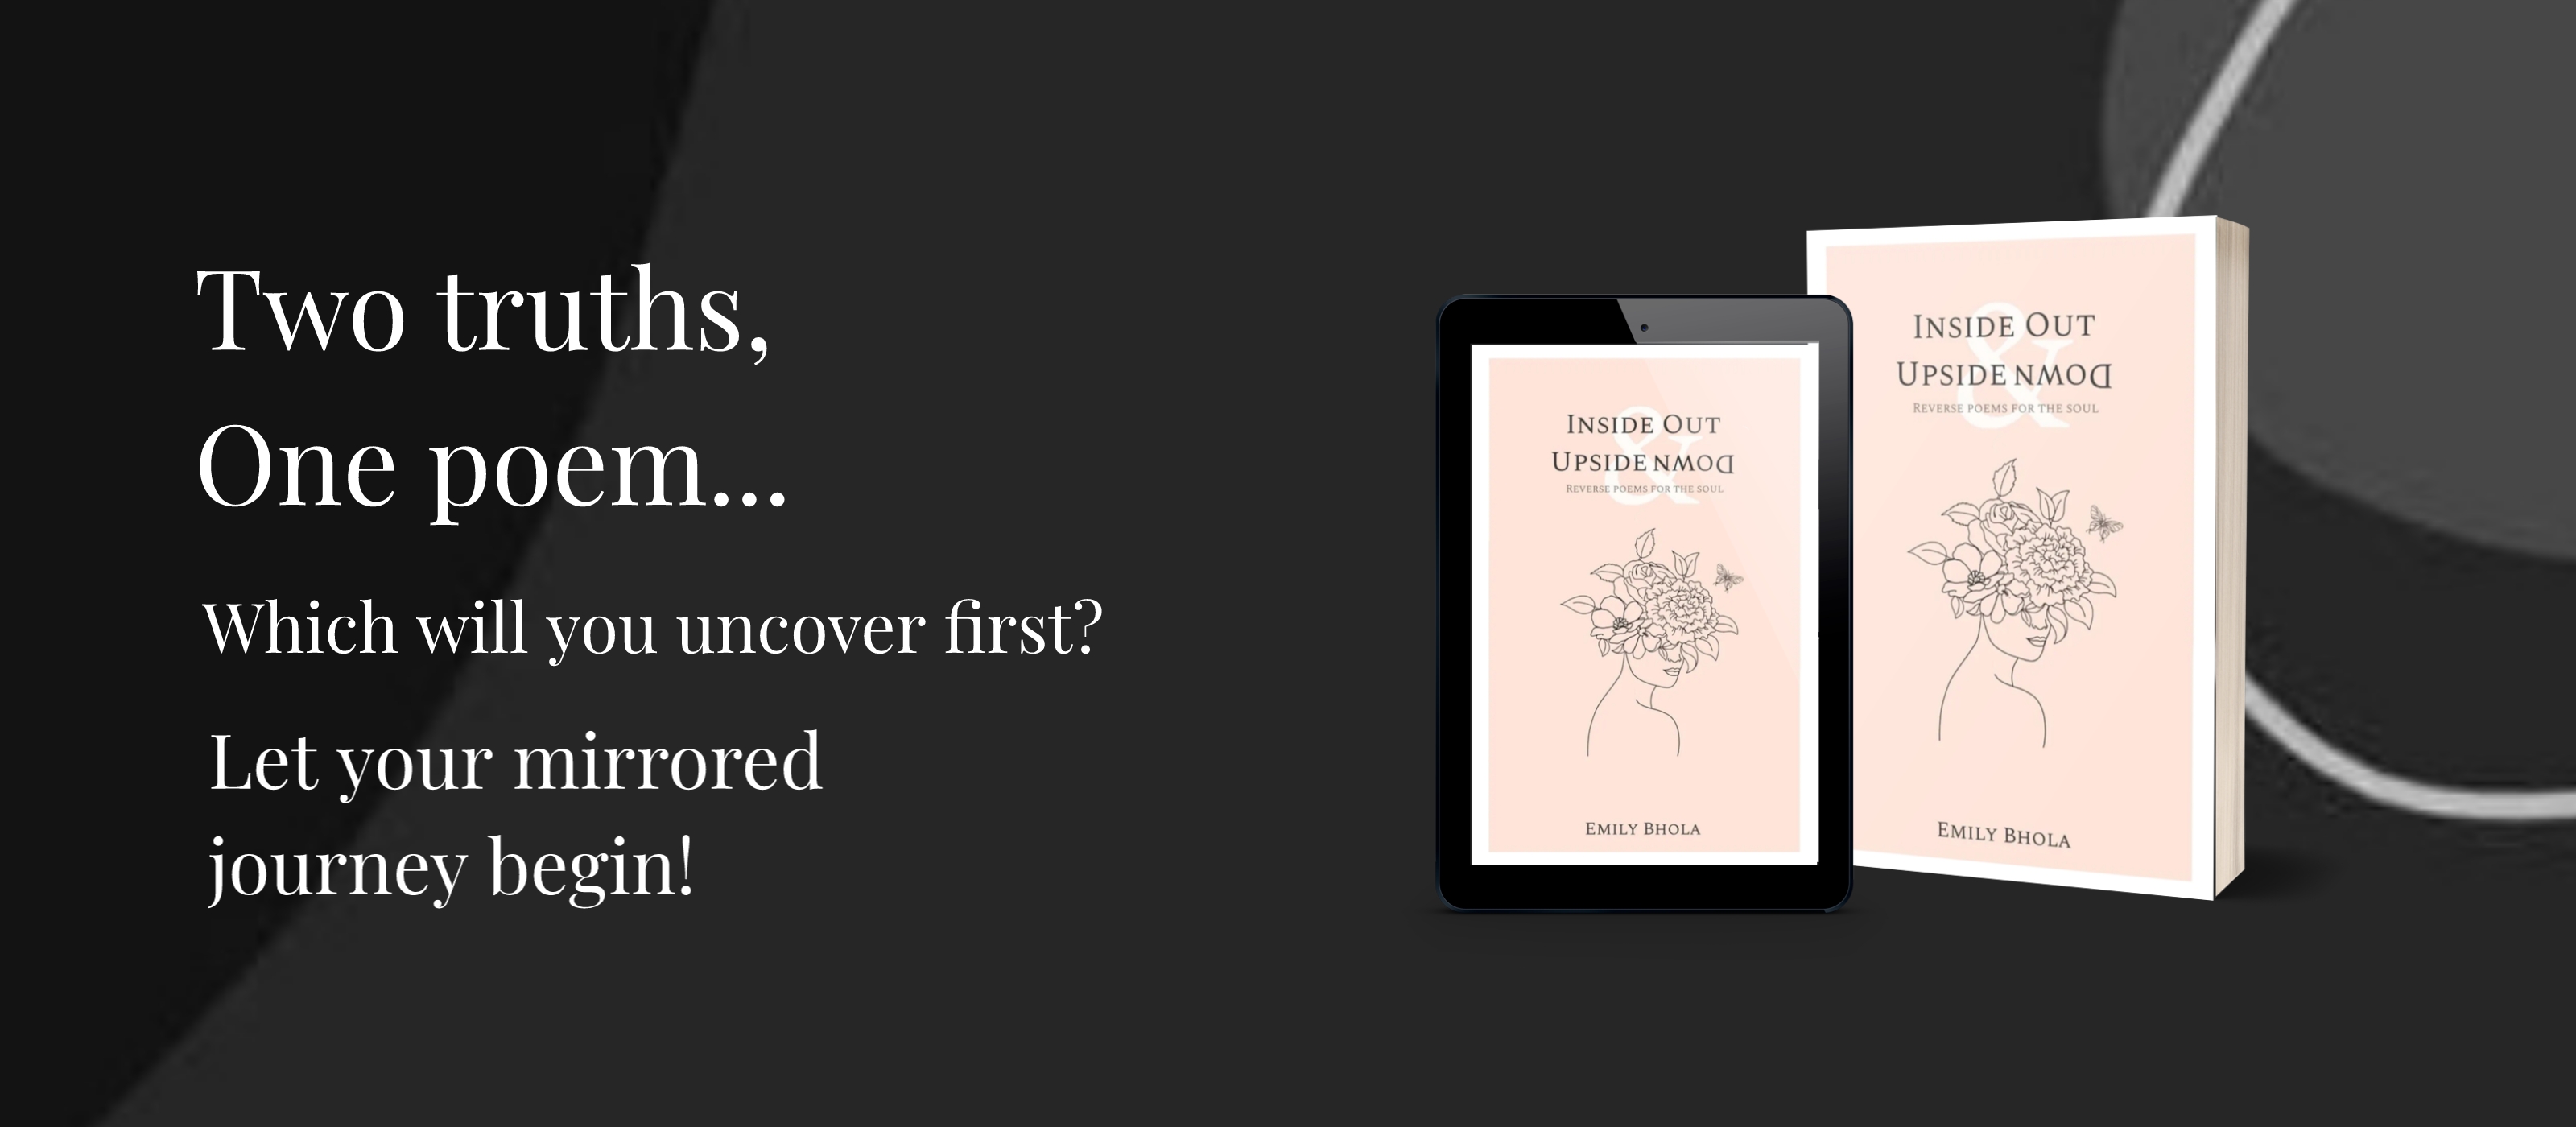 Two truths,
One poem...
Which will you uncover first?
Let your mirrored
journey begin!
&
INSIDE OUT
UPSIDE DOWN
REVERSE POEMS FOR THE SOUL
EMILY BHOLA
&
INSIDE OUT
UPSIDE DOWN
REVERSE POEMS FOR THE SOUL
EMILY BHOLA